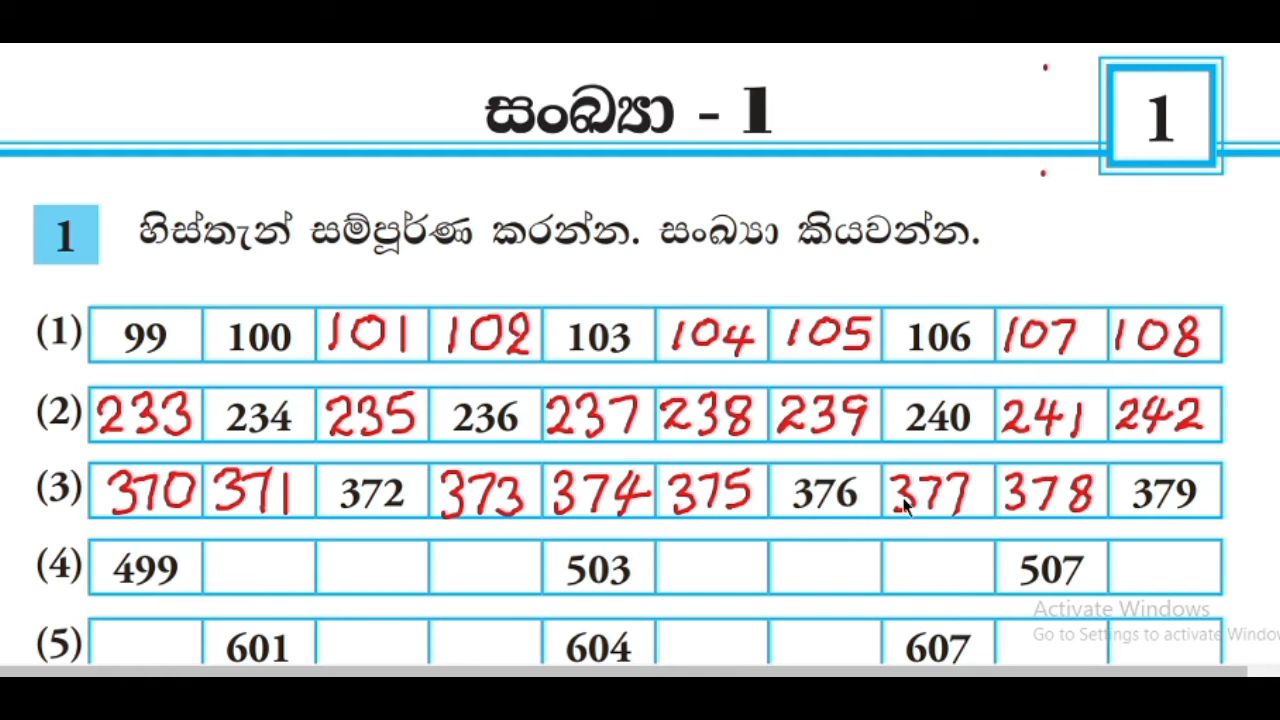 සංඛ්‍යා - 1
1
1 හිස්තැන් සම්පූර්ණ කරන්න. සංඛ්‍යා කියවන්න.
(1) 99 100 101 102 103 104 105 106 107 108
(2) 233 234 235 236 237 238 239 240 241 242
(3) 370 371 372 373 374 375 376 377 378 379
(4) 499 503 507
Activate Windows
Go to Settings to activate Windo
(5) 601 604 607